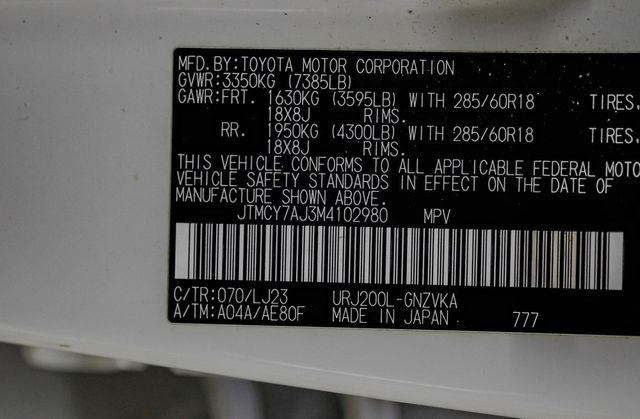 MFD.BY:TOYOTA MOTOR CORPORATION
GVWR:3350KG (7385LB)
GAWR:FRT. 1630KG (3595LB) WITH 285/60R18 TIRES,
18X8J RIMS.
RR. 1950KG (4300LB) WITH 285/60R18 TIRES,
18X8J RIMS.
THIS VEHICLE CONFORMS TO ALL APPLICABLE FEDERAL MOTO
VEHICLE SAFETY STANDARDS IN EFFECT ON THE DATE OF
MANUFACTURE SHOWN ABOVE.
JTMCY7AJ3M4102980 MPV
C/TR:070/LJ23 URJ200L-GNZVKA
A/TM:A04A/AE80F MADE IN JAPAN 777